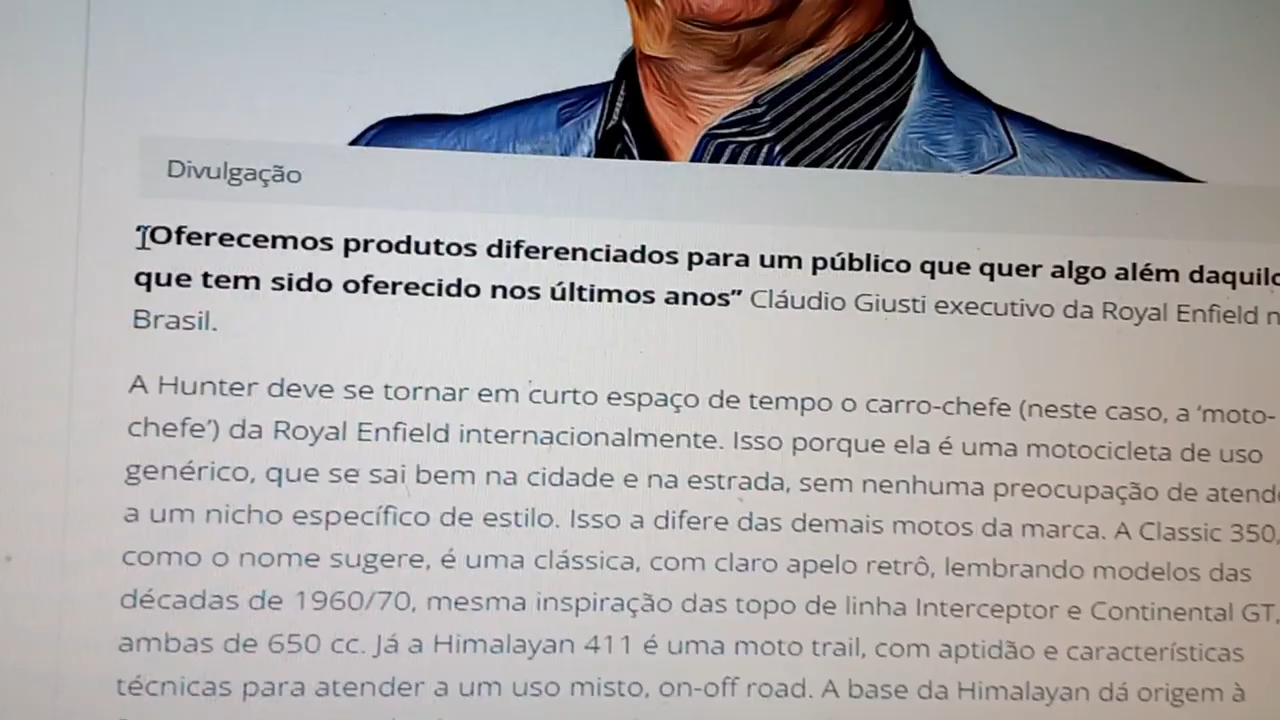 Divulgação
"Oferecemos produtos diferenciados para um público que quer algo além daquilo
que tem sido oferecido nos últimos anos” Cláudio Giusti executivo da Royal Enfield
Brasil.
A Hunter deve se tornar em curto espaço de tempo o carro-chefe (neste caso, a ‘moto-
chefe’) da Royal Enfield internacionalmente. Isso porque ela é uma motocicleta de uso
genérico, que se sai bem na cidade e na estrada, sem nenhuma preocupação de
a um nicho específico de estilo. Isso a difere das demais motos da marca. A Classic 350,
como o nome sugere, é uma clássica, com claro apelo retrô, lembrando modelos das
décadas de 1960/70, mesma inspiração das topo de linha Interceptor e Continental GT,
ambas de 650 cc. Já a Himalayan 411 é uma moto trail, com aptidão e características
técnicas para atender a um uso misto, on-off road. A base da Himalayan dá origem à